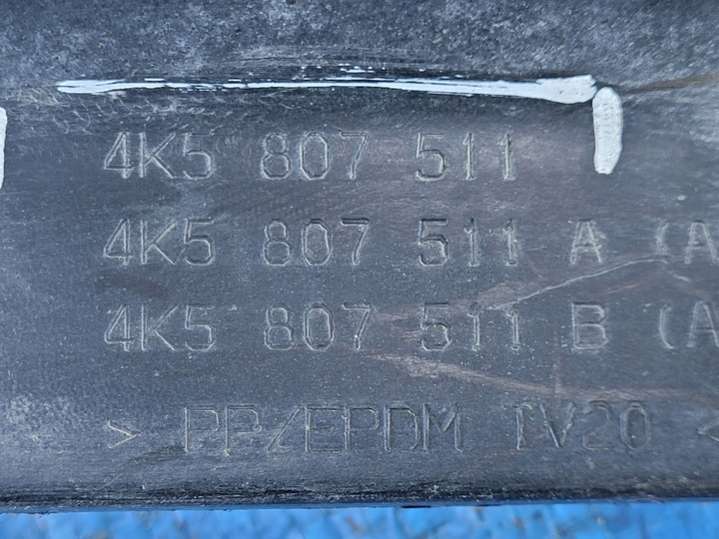 4K5 807 511
4K5 807 511 A (A
4K5 807 511 B (A
> PP/EPDM TV20 <